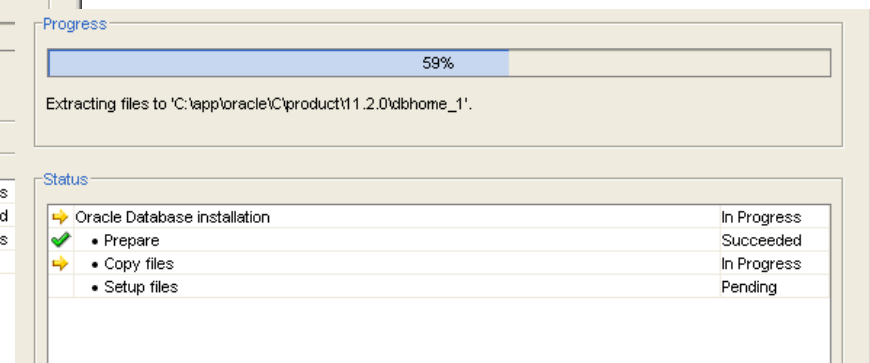 Progress
59%
Extracting files to 'C:\app\oracle\C\product\11.2.0\dbhome_1'.
Status
s
Oracle Database installation In Progress
d
• Prepare Succeeded
s
• Copy files In Progress
• Setup files Pending